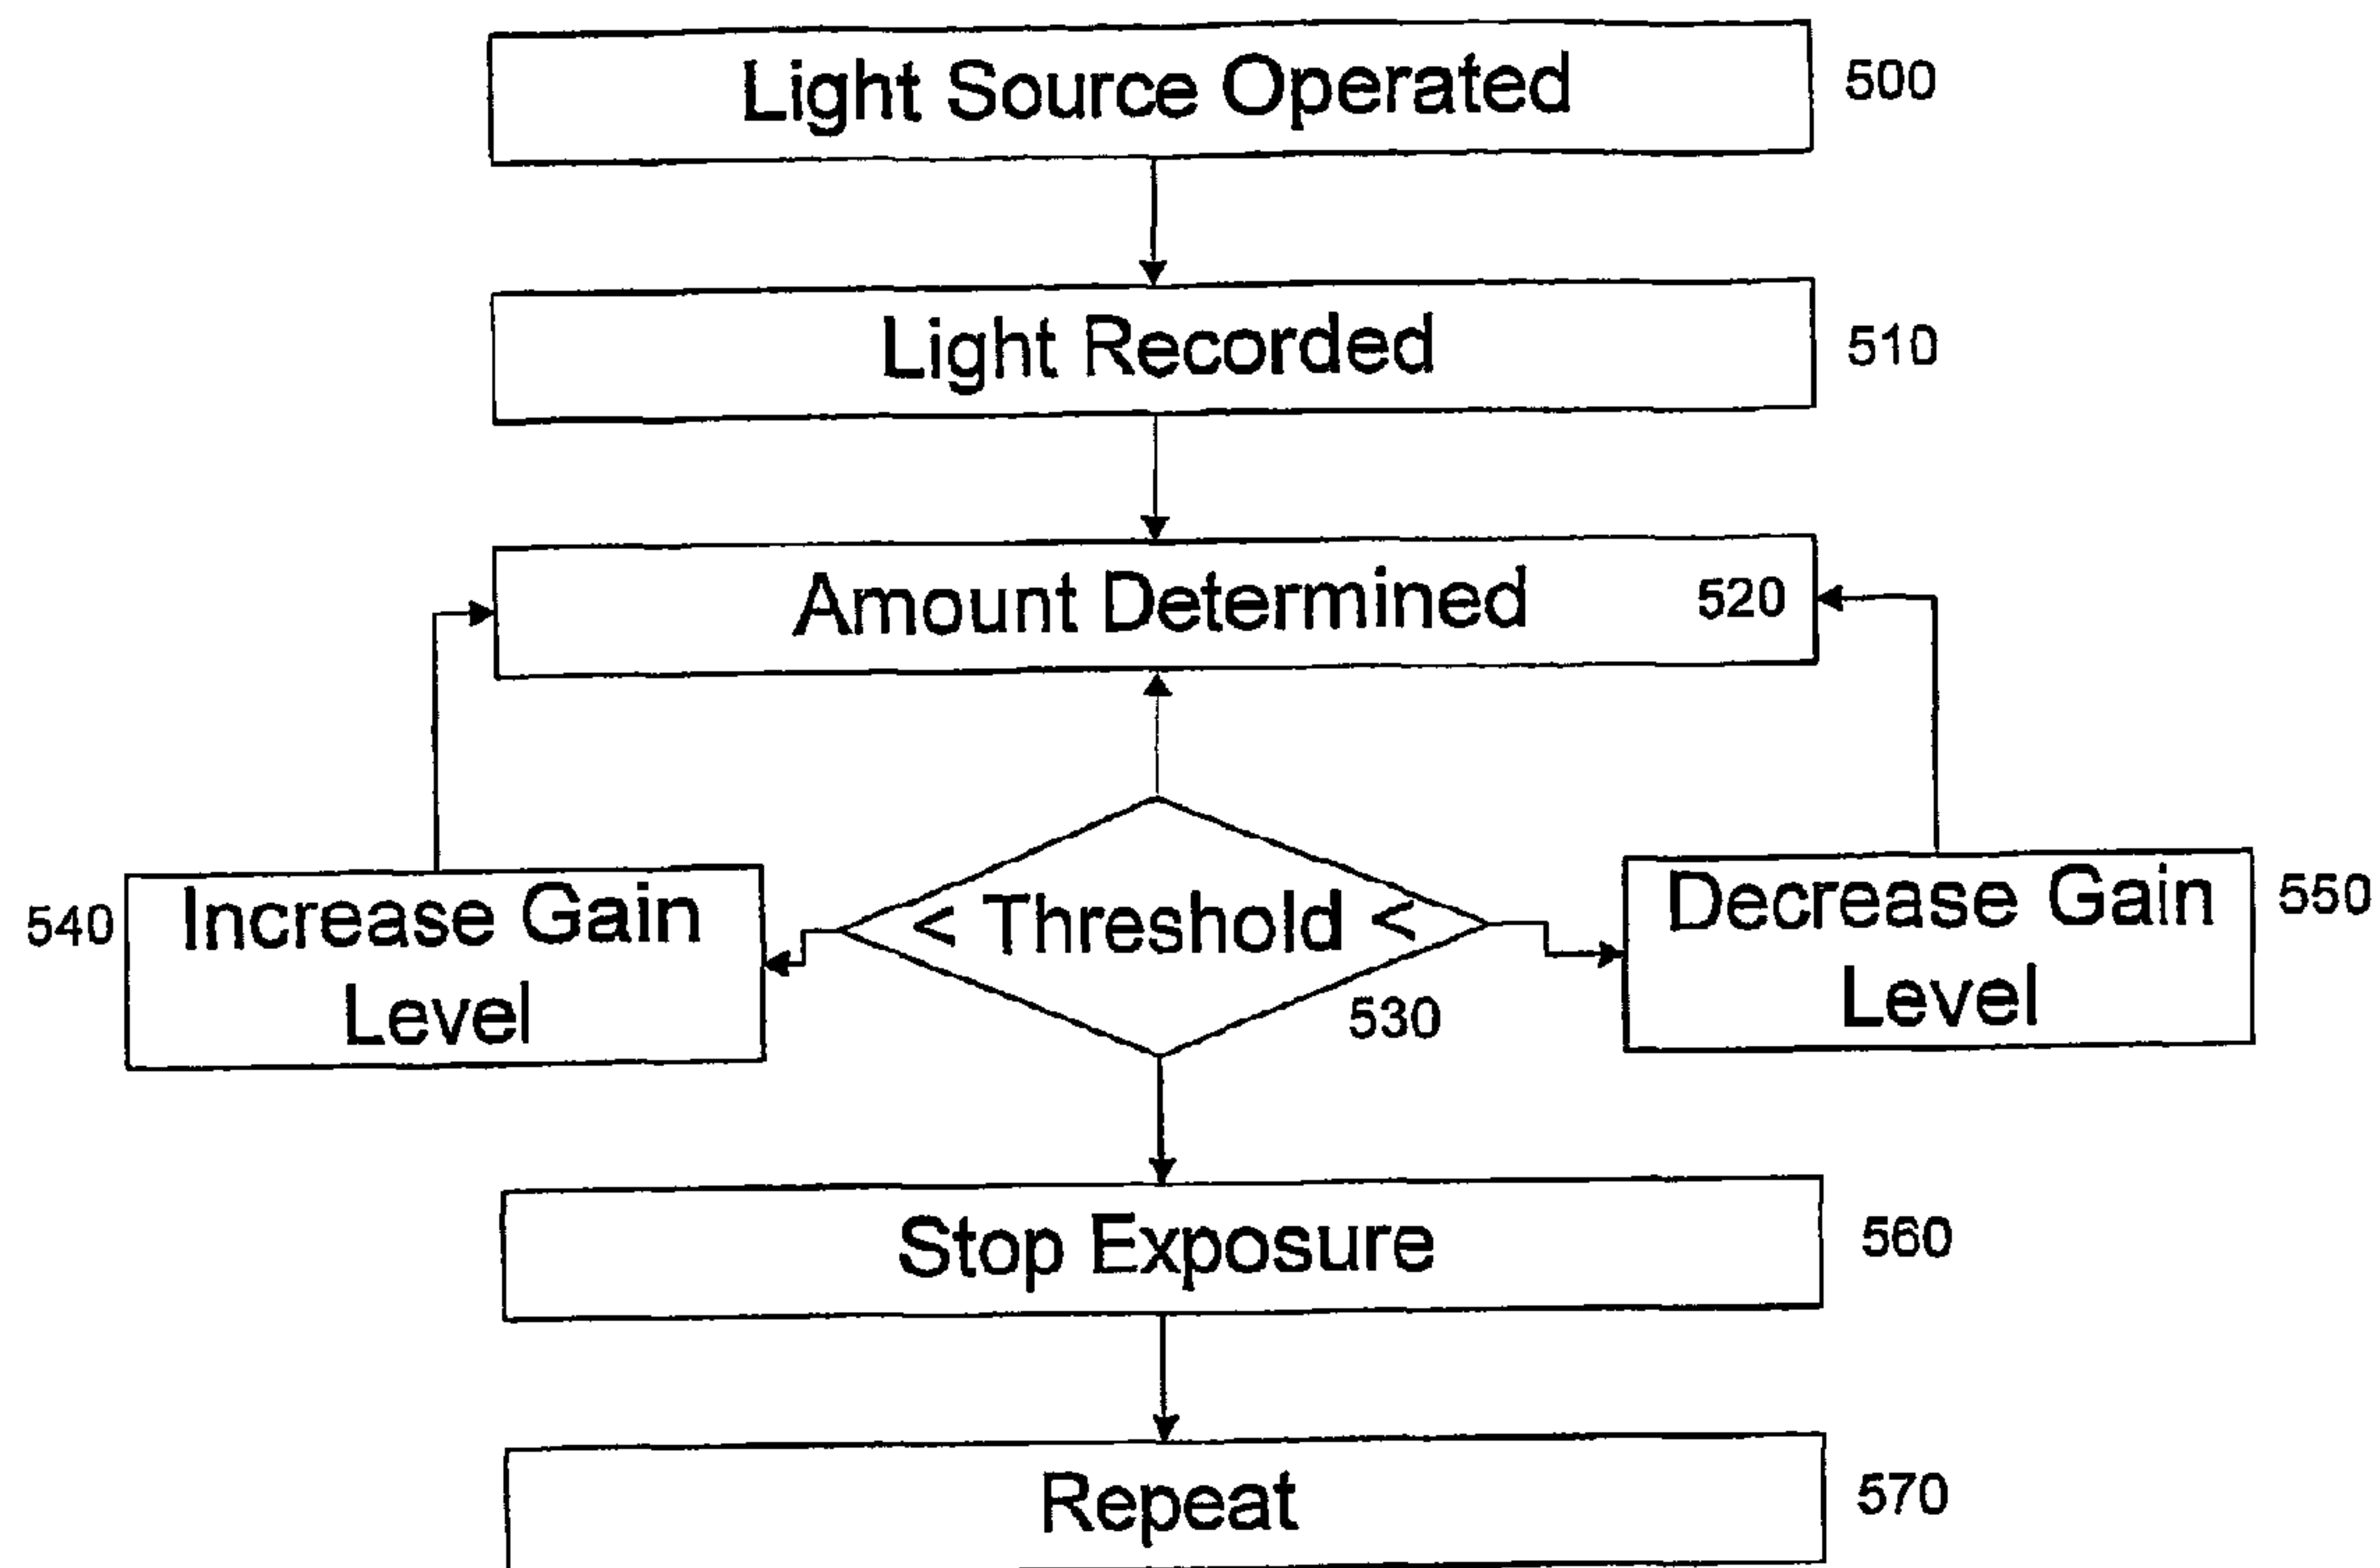 Light Source Operated 500
Light Recorded 510
Amount Determined 520
540 Increase Gain
Level
< Threshold <
530
Decrease Gain 550
Level
Stop Exposure 560
Repeat 570